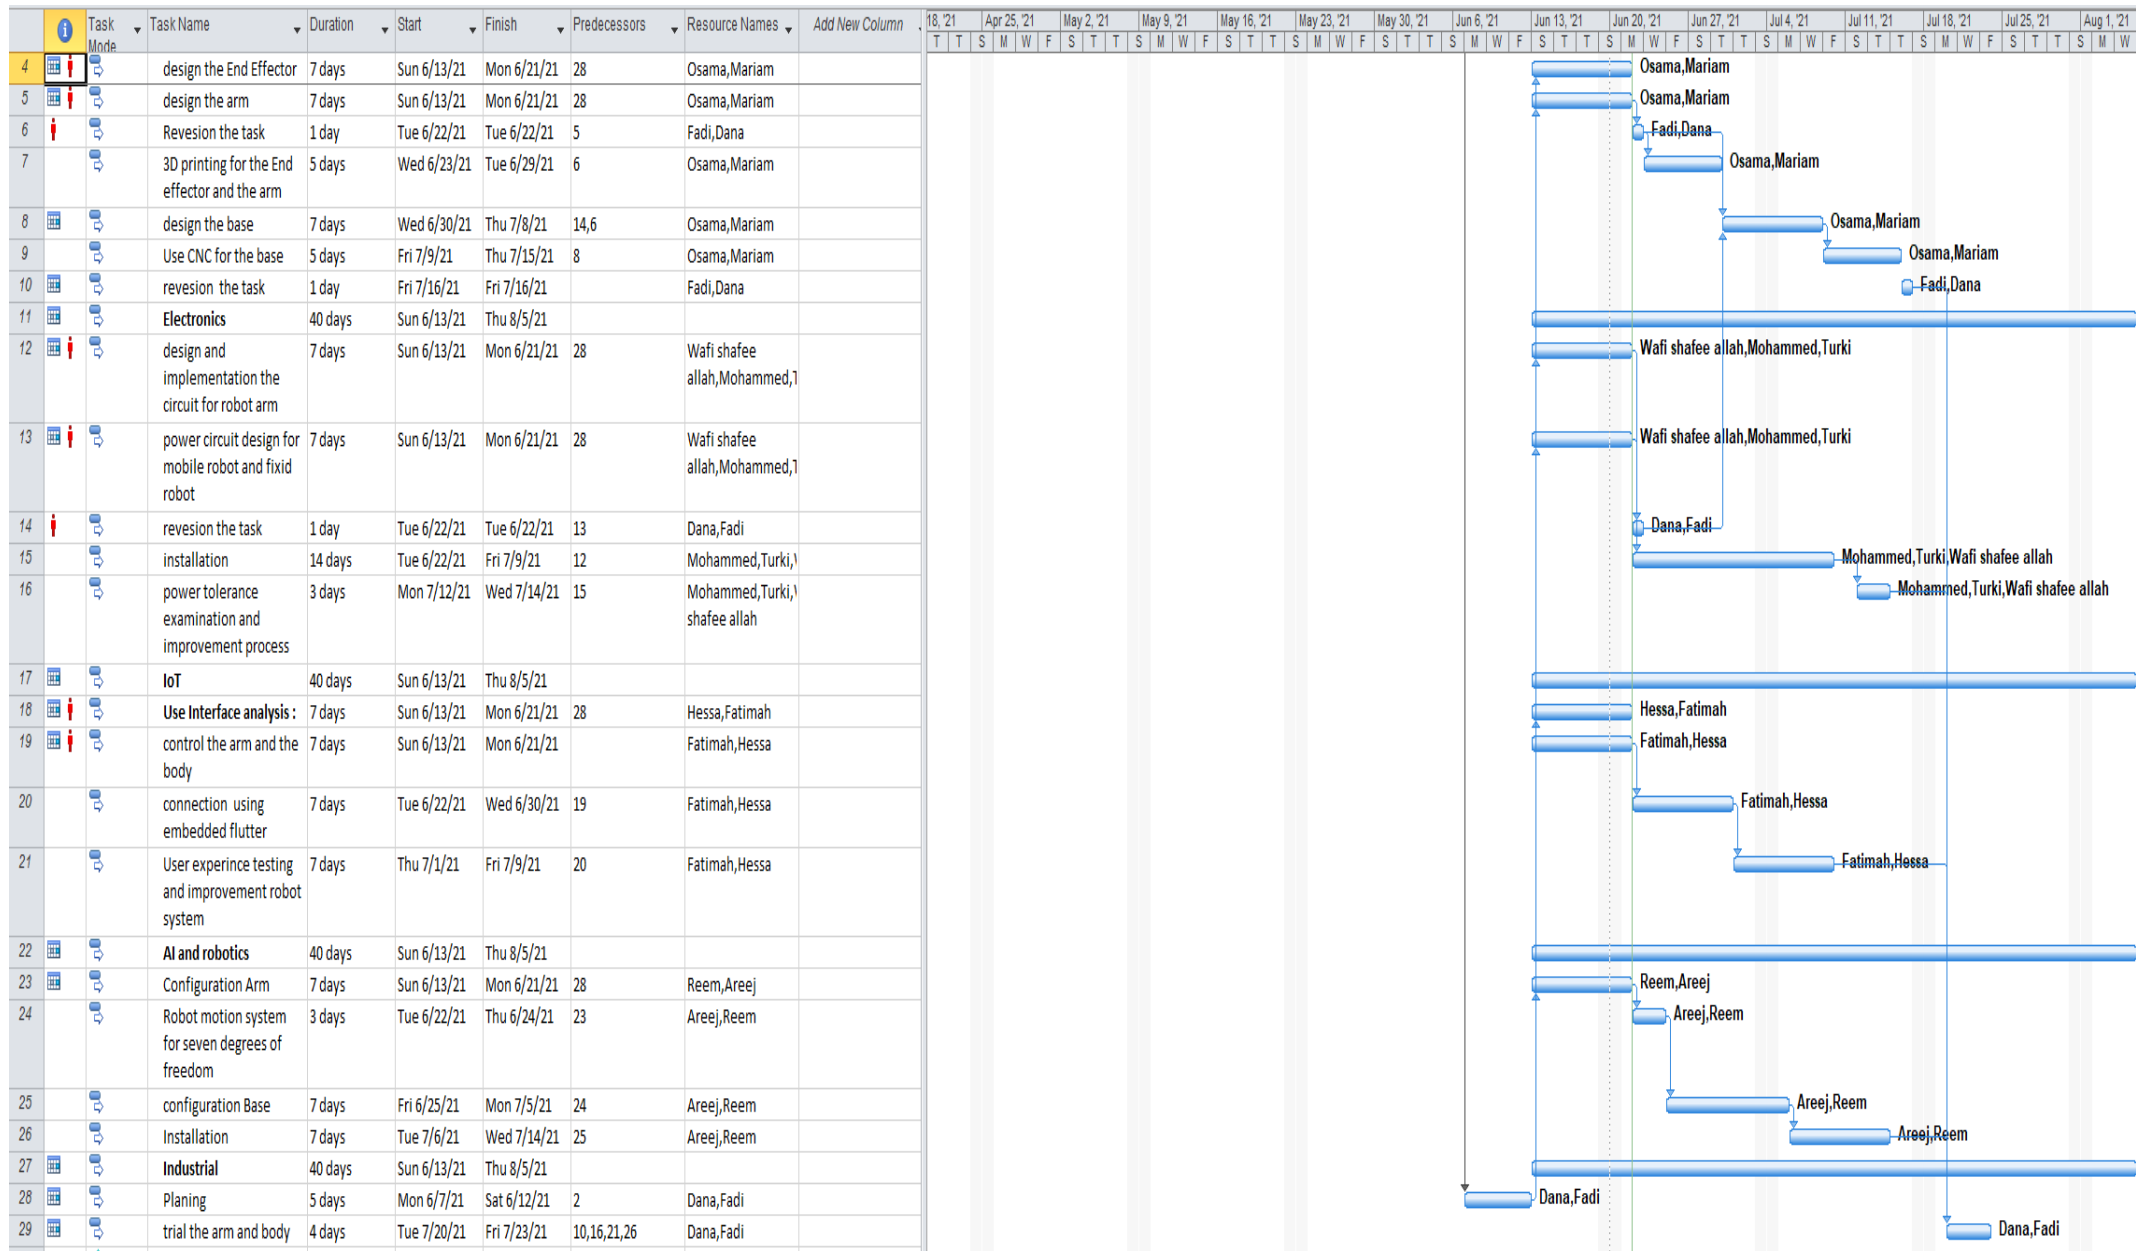 Task Mode Task Name Duration Start Finish Predecessors Resource Names Add New Column 18, '21 Apr 25, '21 May 2, '21 May 9, '21 May 16, '21 May 23, '21 May 30, '21 Jun 6, '21 Jun 13, '21 Jun 20, '21 Jun 27, '21 Jul 4, '21 Jul 11, '21 Jul 18, '21 Jul 25, '21 Aug 1, '21
T T S M W F S T T S M W F S T T S M W F S T T S M W F S T T S M W F S T T S M W F S T T S M W F S T T S M W
4 design the End Effector 7 days Sun 6/13/21 Mon 6/21/21 28 Osama,Mariam Osama,Mariam
5 design the arm 7 days Sun 6/13/21 Mon 6/21/21 28 Osama,Mariam Osama,Mariam
6 Revesion the task 1 day Tue 6/22/21 Tue 6/22/21 5 Fadi,Dana Fadi,Dana
7 3D printing for the End 5 days Wed 6/23/21 Tue 6/29/21 6 Osama,Mariam Osama,Mariam
effector and the arm
8 design the base 7 days Wed 6/30/21 Thu 7/8/21 14,6 Osama,Mariam Osama,Mariam
9 Use CNC for the base 5 days Fri 7/9/21 Thu 7/15/21 8 Osama,Mariam Osama,Mariam
10 revesion the task 1 day Fri 7/16/21 Fri 7/16/21 Fadi,Dana Fadi,Dana
11 Electronics 40 days Sun 6/13/21 Thu 8/5/21
12 design and 7 days Sun 6/13/21 Mon 6/21/21 28 Wafi shafee Wafi shafee allah,Mohammed,Turki
implementation the allah,Mohammed,T
circuit for robot arm
13 power circuit design for 7 days Sun 6/13/21 Mon 6/21/21 28 Wafi shafee Wafi shafee allah,Mohammed,Turki
mobile robot and fixid allah,Mohammed,T
robot
14 revesion the task 1 day Tue 6/22/21 Tue 6/22/21 13 Dana,Fadi Dana,Fadi
15 installation 14 days Tue 6/22/21 Fri 7/9/21 12 Mohammed,Turki, Mohammed,Turki,Wafi shafee allah
16 power tolerance 3 days Mon 7/12/21 Wed 7/14/21 15 Mohammed,Turki, Mohammed,Turki,Wafi shafee allah
examination and shafee allah
improvement process
17 IoT 40 days Sun 6/13/21 Thu 8/5/21
18 Use Interface analysis : 7 days Sun 6/13/21 Mon 6/21/21 28 Hessa,Fatimah Hessa,Fatimah
19 control the arm and the 7 days Sun 6/13/21 Mon 6/21/21 Fatimah,Hessa Fatimah,Hessa
body
20 connection using 7 days Tue 6/22/21 Wed 6/30/21 19 Fatimah,Hessa Fatimah,Hessa
embedded flutter
21 User experince testing 7 days Thu 7/1/21 Fri 7/9/21 20 Fatimah,Hessa Fatimah,Hessa
and improvement robot
system
22 AI and robotics 40 days Sun 6/13/21 Thu 8/5/21
23 Configuration Arm 7 days Sun 6/13/21 Mon 6/21/21 28 Reem,Areej Reem,Areej
24 Robot motion system 3 days Tue 6/22/21 Thu 6/24/21 23 Areej,Reem Areej,Reem
for seven degrees of
freedom
25 configuration Base 7 days Fri 6/25/21 Mon 7/5/21 24 Areej,Reem Areej,Reem
26 Installation 7 days Tue 7/6/21 Wed 7/14/21 25 Areej,Reem Areej,Reem
27 Industrial 40 days Sun 6/13/21 Thu 8/5/21
28 Planing 5 days Mon 6/7/21 Sat 6/12/21 2 Dana,Fadi Dana,Fadi
29 trial the arm and body 4 days Tue 7/20/21 Fri 7/23/21 10,16,21,26 Dana,Fadi Dana,Fadi